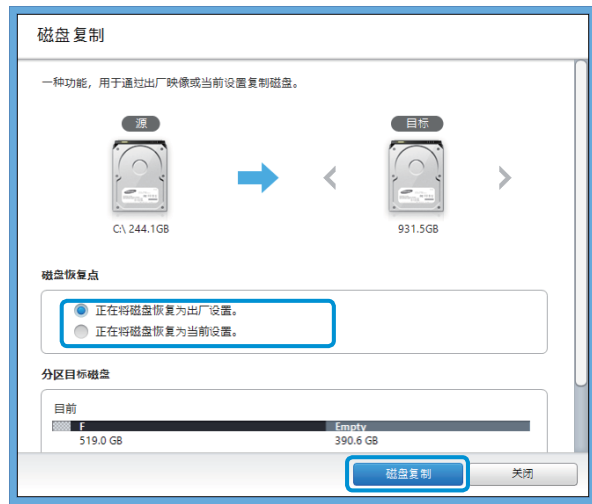 磁盘复制
一种功能，用于通过出厂映像或当前设置复制磁盘。
源
目标
C:\ 244.1GB
931.5GB
磁盘恢复点
正在将磁盘恢复为出厂设置。
正在将磁盘恢复为当前设置。
分区目标磁盘
目前
F
Empty
519.0 GB
390.6 GB
磁盘复制
关闭